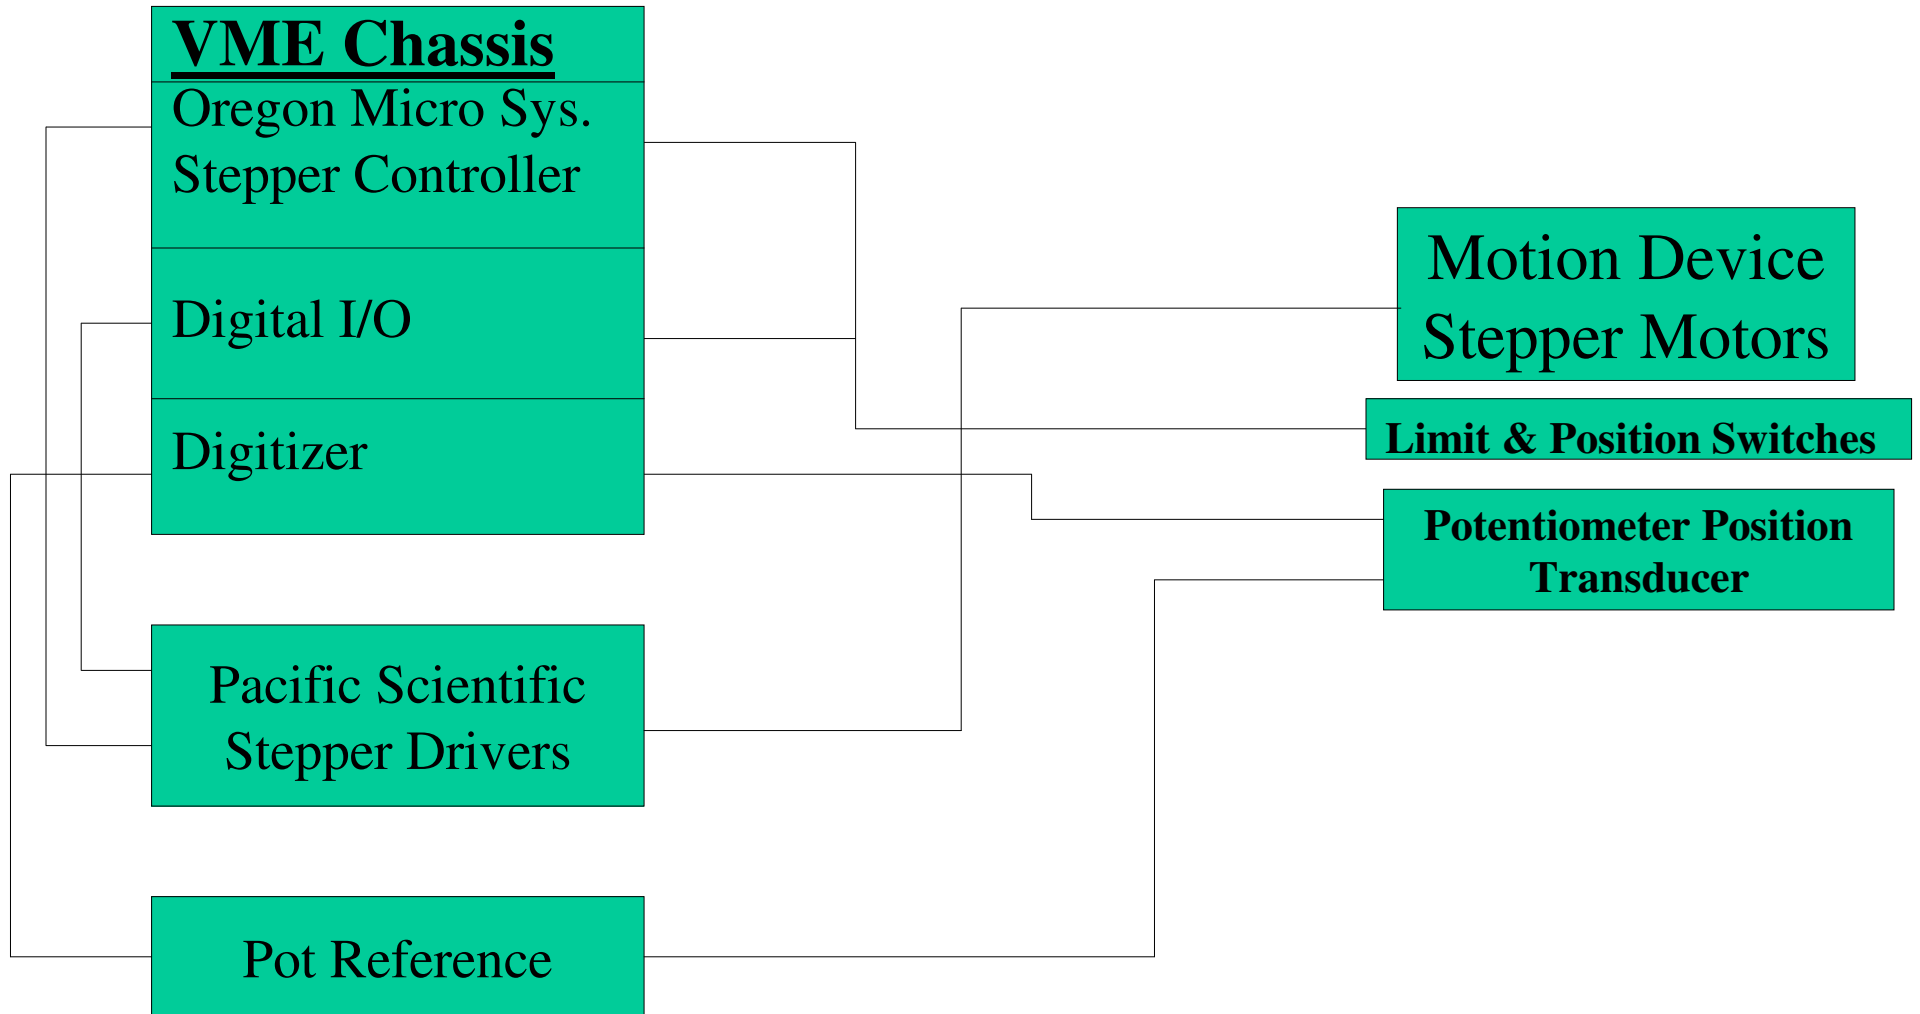 VME Chassis
Oregon Micro Sys.
Stepper Controller
Digital I/O
Digitizer
Pacific Scientific
Stepper Drivers
Pot Reference
Motion Device
Stepper Motors
Limit & Position Switches
Potentiometer Position
Transducer